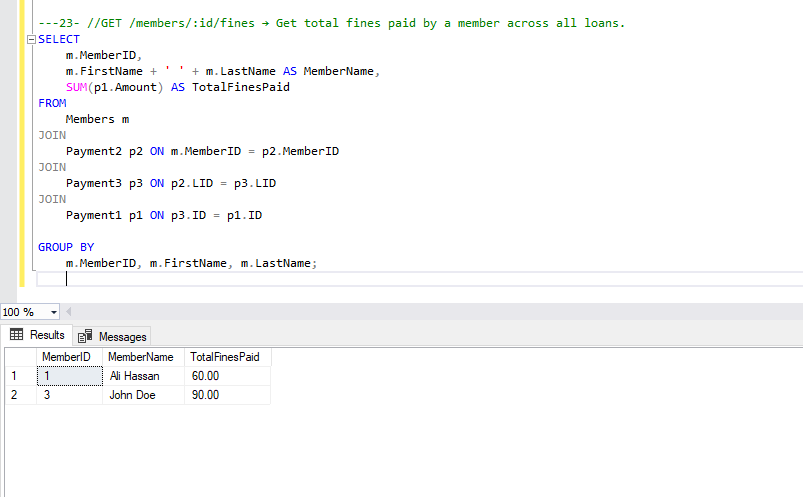 ---23- //GET /members/:id/fines → Get total fines paid by a member across all loans.
SELECT
m.MemberID,
m.FirstName + ' ' + m.LastName AS MemberName,
SUM(p1.Amount) AS TotalFinesPaid
FROM
Members m
JOIN
Payment2 p2 ON m.MemberID = p2.MemberID
JOIN
Payment3 p3 ON p2.LID = p3.LID
JOIN
Payment1 p1 ON p3.ID = p1.ID
GROUP BY
m.MemberID, m.FirstName, m.LastName;
100 %
Results Messages
MemberID MemberName TotalFinesPaid
1 1 Ali Hassan 60.00
2 3 John Doe 90.00